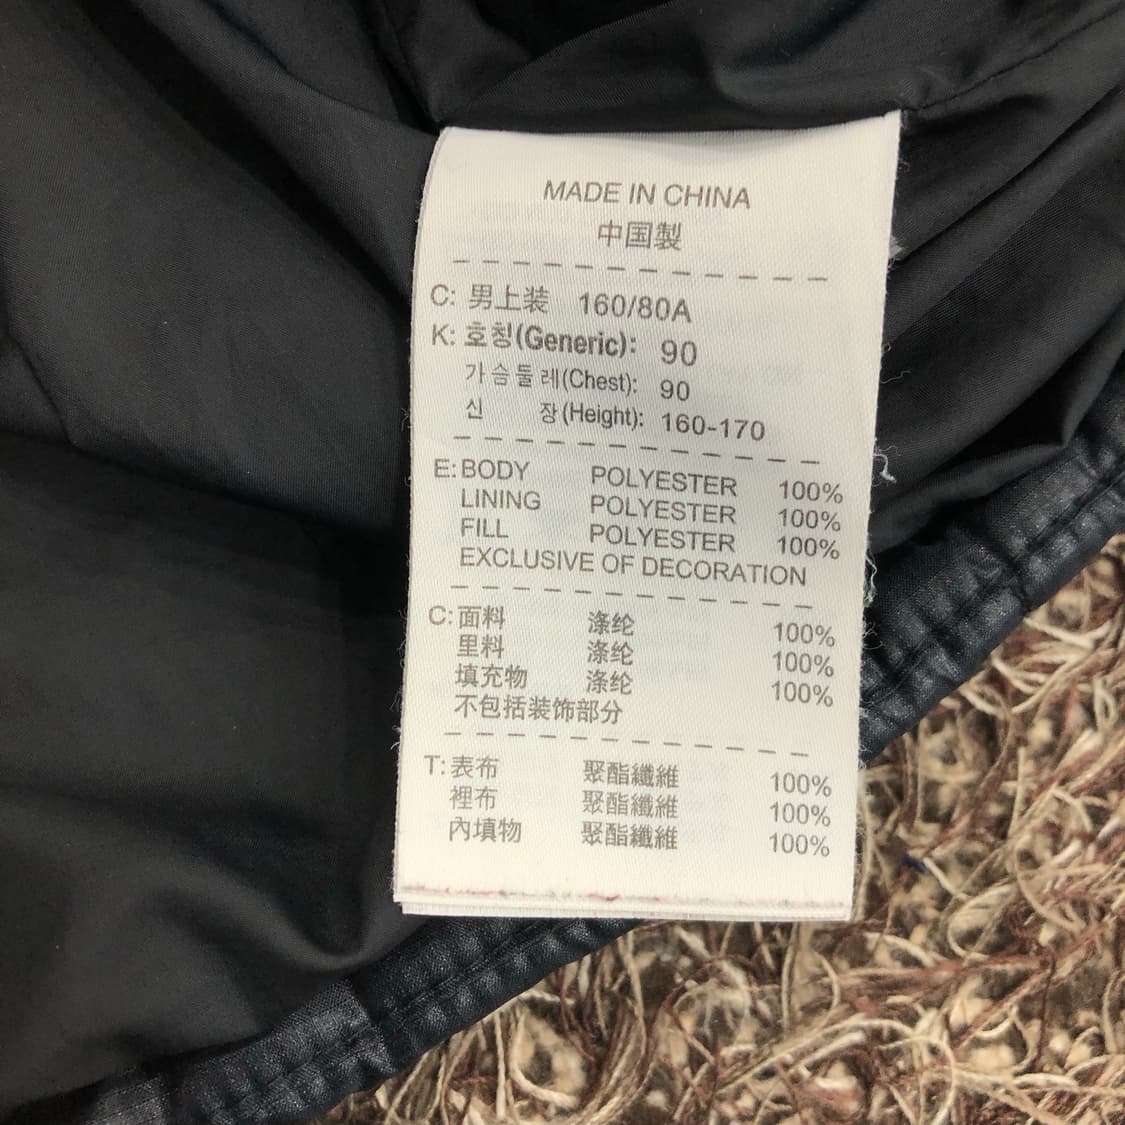 MADE IN CHINA
中国製
C: 男上装 160/80A
K: 호칭(Generic): 90
가슴둘레(Chest): 90
신 장(Height): 160-170
E: BODY POLYESTER 100%
LINING POLYESTER 100%
FILL POLYESTER 100%
EXCLUSIVE OF DECORATION
C: 面料 涤纶 100%
里料 涤纶 100%
填充物 涤纶 100%
不包括装饰部分
T: 表布 聚酯纖維 100%
裡布 聚酯纖維 100%
內填物 聚酯纖維 100%